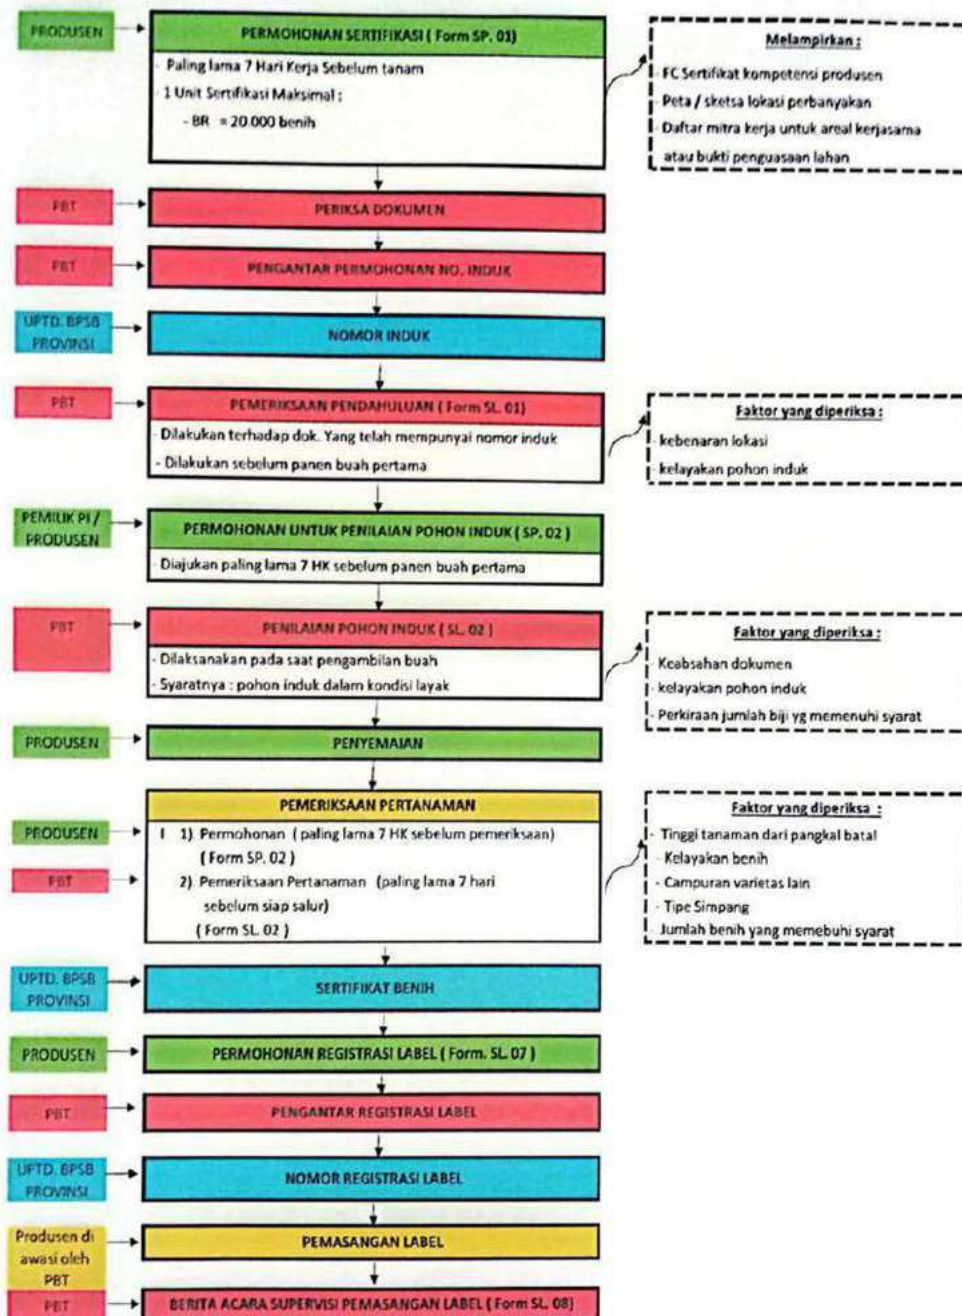 PRODUSEN
PERMOHONAN SERTIFIKASI ( Form SP. 01)
- Paling lama 7 Hari Kerja Sebelum tanam
- 1 Unit Sertifikasi Maksimal :
- BR = 20.000 benih
Melampirkan :
- FC Sertifikat kompetensi produsen
- Peta / sketsa lokasi perbanyakan
- Daftar mitra kerja untuk areal kerjasama
atau bukti penguasaan lahan
PBT
PERIKSA DOKUMEN
PBT
PENGANTAR PERMOHONAN NO. INDUK
UPTD. BPSB
PROVINSI
NOMOR INDUK
PBT
PEMERIKSAAN PENDAHULUAN ( Form SL. 01)
- Dilakukan terhadap dok. Yang telah mempunyai nomor induk
- Dilakukan sebelum panen buah pertama
Faktor yang diperiksa :
- kebenaran lokasi
- kelayakan pohon induk
PEMILIK PI /
PRODUSEN
PERMOHONAN UNTUK PENILAIAN POHON INDUK ( SP. 02 )
- Diajukan paling lama 7 HK sebelum panen buah pertama
PBT
PENILAIAN POHON INDUK ( SL. 02 )
- Dilaksanakan pada saat pengambilan buah
- Syaratnya : pohon induk dalam kondisi layak
Faktor yang diperiksa :
- Keabsahan dokumen
- kelayakan pohon induk
- Perkiraan jumlah biji yg memenuhi syarat
PRODUSEN
PENYEMAIAN
PEMERIKSAAN PERTANAMAN
PRODUSEN
I 1) Permohonan ( paling lama 7 HK sebelum pemeriksaan)
( Form SP. 02 )
PBT
2) Pemeriksaan Pertanaman (paling lama 7 hari
sebelum siap salur)
( Form SL. 02 )
Faktor yang diperiksa :
- Tinggi tanaman dari pangkal batal
- Kelayakan benih
- Campuran varietas lain
- Tipe Simpang
Jumlah benih yang memebuhi syarat
UPTD. BPSB
PROVINSI
SERTIFIKAT BENIH
PRODUSEN
PERMOHONAN REGISTRASI LABEL ( Form. SL. 07 )
PBT
PENGANTAR REGISTRASI LABEL
UPTD. BPSB
PROVINSI
NOMOR REGISTRASI LABEL
Produsen di
awasi oleh
PBT
PEMASANGAN LABEL
PBT
BERITA ACARA SUPERVISI PEMASANGAN LABEL ( Form SL. 08)